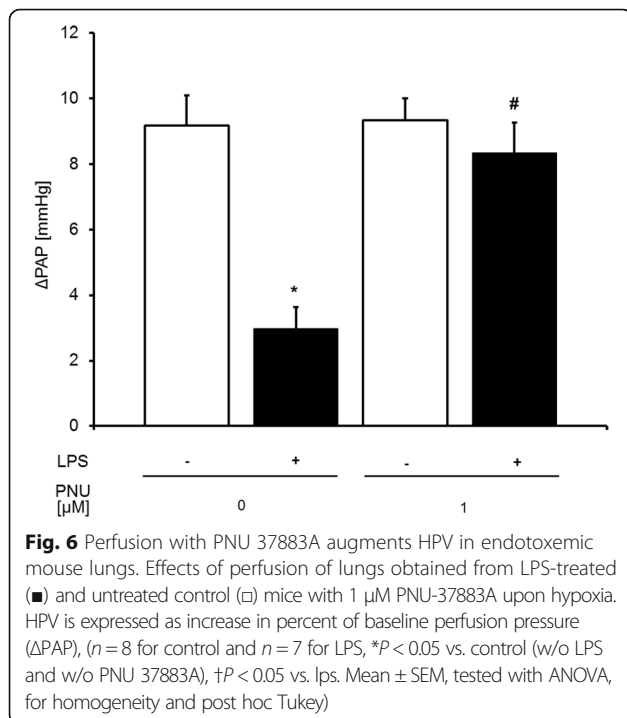 12
10
8
6
4
2
0
ΔPAP [mmHg]
*
#
LPS - + - +
PNU
[µM] 0 1
Fig. 6 Perfusion with PNU 37883A augments HPV in endotoxemic
mouse lungs. Effects of perfusion of lungs obtained from LPS-treated
(■) and untreated control (□) mice with 1 μM PNU-37883A upon hypoxia.
HPV is expressed as increase in percent of baseline perfusion pressure
(ΔPAP), (n = 8 for control and n = 7 for LPS, *P < 0.05 vs. control (w/o LPS
and w/o PNU 37883A), †P < 0.05 vs. lps. Mean ± SEM, tested with ANOVA,
for homogeneity and post hoc Tukey)